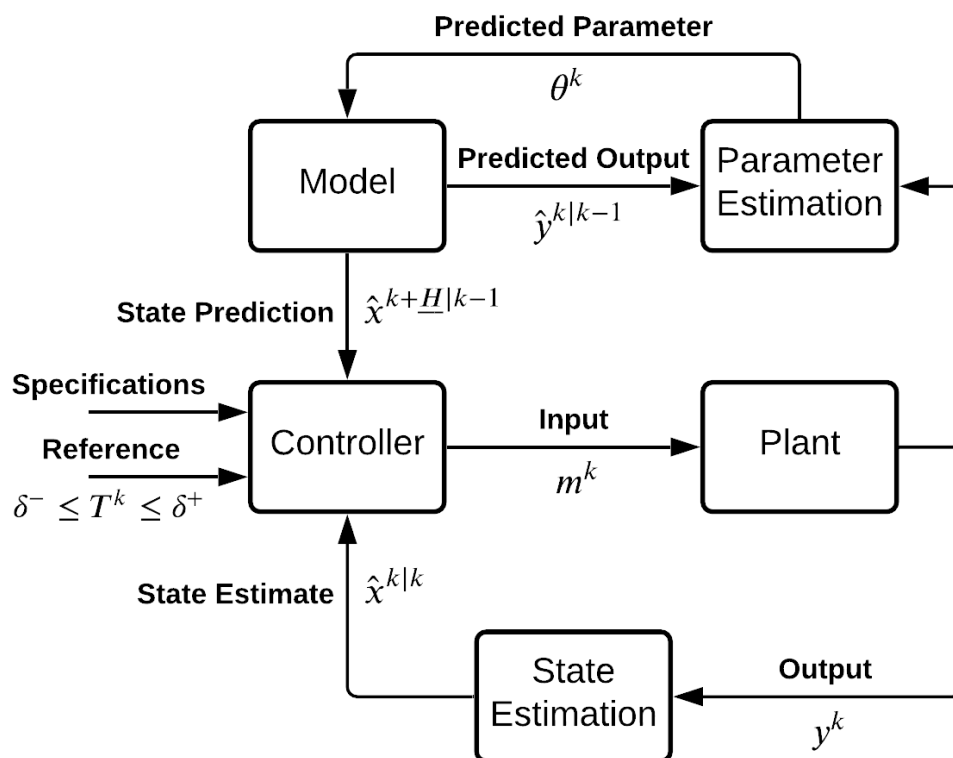 Predicted Parameter
θ^k
Model
Predicted Output
ŷ^{k|k−1}
Parameter
Estimation
State Prediction
x̂^{k+H̲|k−1}
Specifications
Reference
δ^− ≤ T^k ≤ δ^+
Controller
Input
m^k
Plant
State Estimate
x̂^{k|k}
State
Estimation
Output
y^k